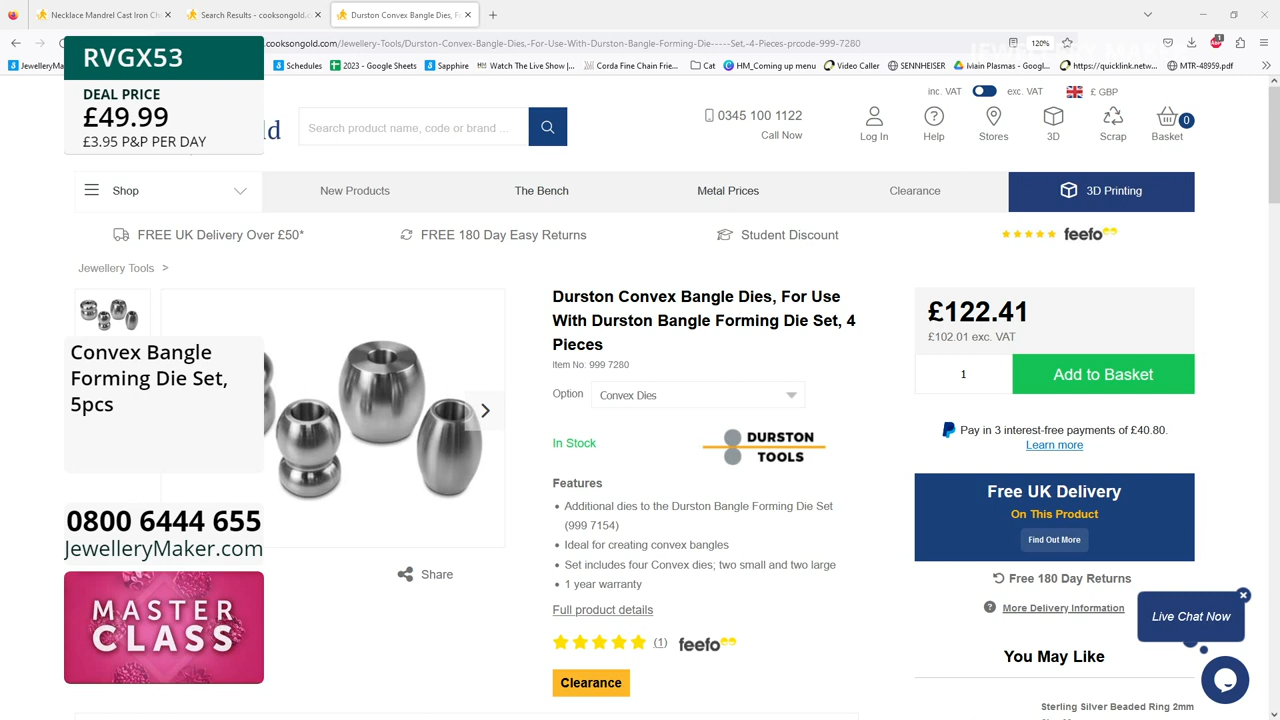 Necklace Mandrel Cast Iron Ch
Search Results - cooksongold.c
Durston Convex Bangle Dies, F
.cooksongold.com/Jewellery-Tools/Durston-Convex-Bangle-Dies,-For-Use-With-Durston-Bangle-Forming-Die-----Set,-4-Pieces-prcode-999-7280
120%
JewelleryM
Schedules
2023 - Google Sheets
Sapphire
Watch The Live Show |...
Corda Fine Chain Frie...
Cat
HM_Coming up menu
Video Caller
SENNHEISER
Main Plasmas - Googl...
https://quicklink.netw...
MTR-48959.pdf
RVGX53
DEAL PRICE
£49.99
£3.95 P&P PER DAY
inc. VAT
exc. VAT
£ GBP
ld
Search product name, code or brand ...
0345 100 1122
Call Now
Log In
Help
Stores
3D
Scrap
Basket
0
Shop
New Products
The Bench
Metal Prices
Clearance
3D Printing
FREE UK Delivery Over £50*
FREE 180 Day Easy Returns
Student Discount
feefo
Jewellery Tools >
Convex Bangle
Forming Die Set,
5pcs
0800 6444 655
JewelleryMaker.com
MASTER
CLASS
Share
Durston Convex Bangle Dies, For Use
With Durston Bangle Forming Die Set, 4
Pieces
Item No: 999 7280
Option
Convex Dies
In Stock
DURSTON
TOOLS
Features
• Additional dies to the Durston Bangle Forming Die Set
(999 7154)
• Ideal for creating convex bangles
• Set includes four Convex dies; two small and two large
• 1 year warranty
Full product details
(1)
feefo
Clearance
£122.41
£102.01 exc. VAT
1
Add to Basket
Pay in 3 interest-free payments of £40.80.
Learn more
Free UK Delivery
On This Product
Find Out More
Free 180 Day Returns
More Delivery Information
Live Chat Now
You May Like
Sterling Silver Beaded Ring 2mm